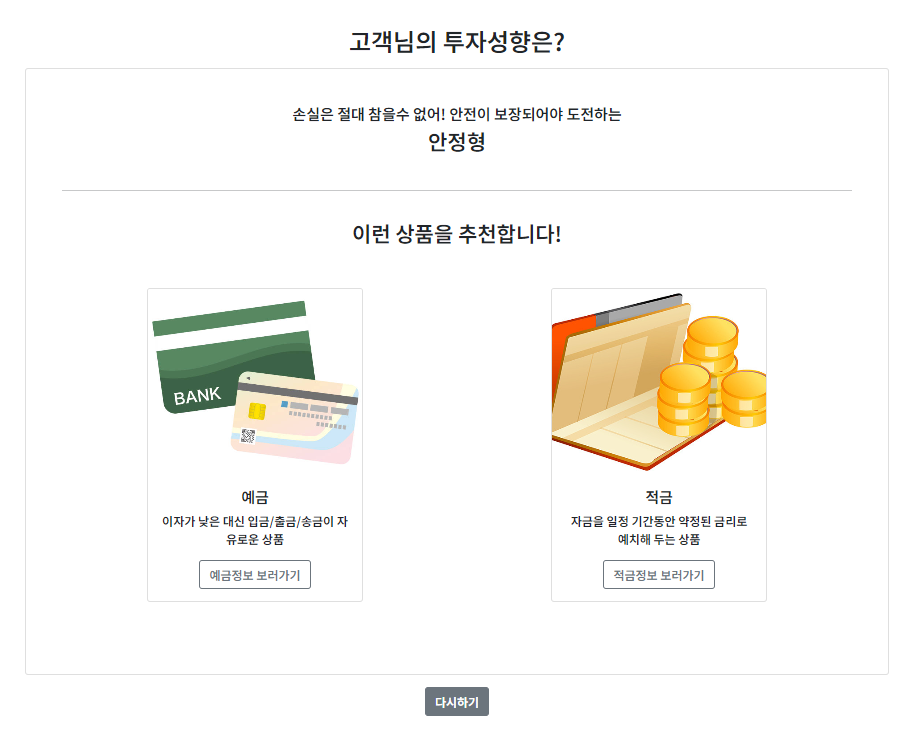 고객님의 투자성향은?
손실은 절대 참을수 없어! 안전이 보장되어야 도전하는
안정형
이런 상품을 추천합니다!
BANK
예금
이자가 낮은 대신 입금/출금/송금이 자
유로운 상품
예금정보 보러가기
적금
자금을 일정 기간동안 약정된 금리로
예치해 두는 상품
적금정보 보러가기
다시하기